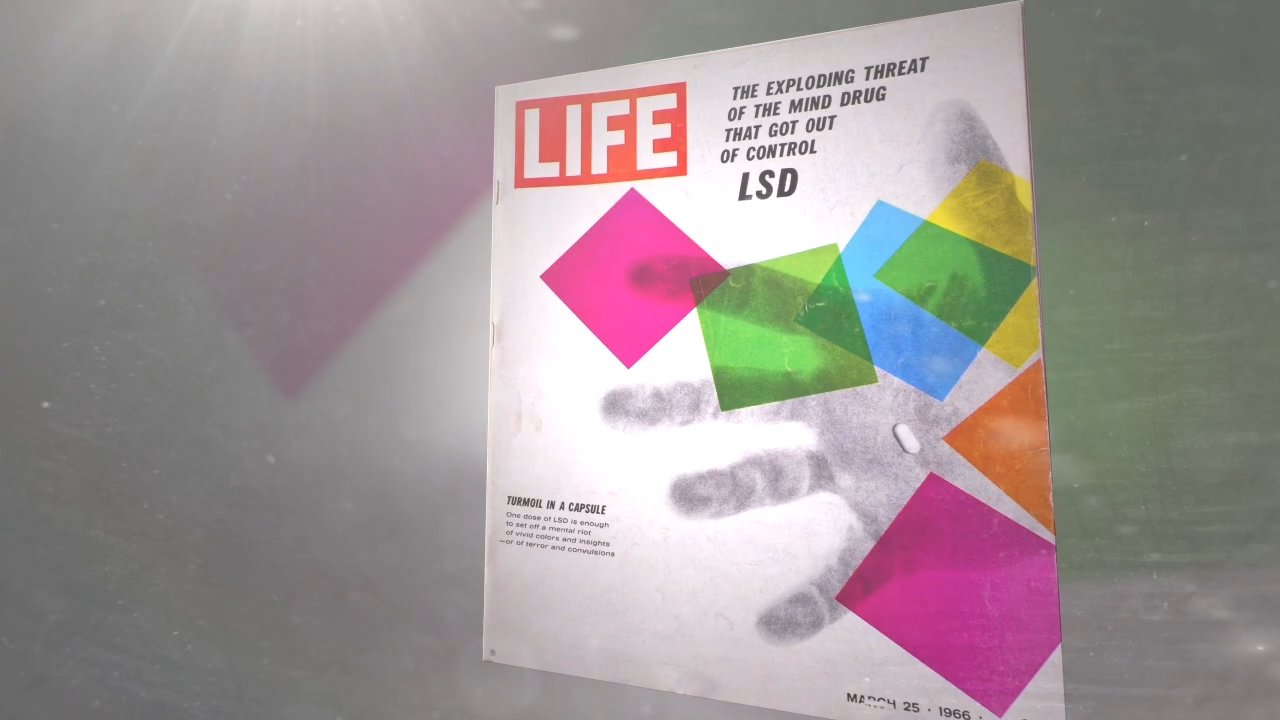 LIFE
THE EXPLODING THREAT
OF THE MIND DRUG
THAT GOT OUT
OF CONTROL
LSD
TURMOIL IN A CAPSULE
One dose of LSD is enough
to set off a mental riot
of vivid colors and insights
—or of terror and convulsions
MARCH 25 · 1966 ·